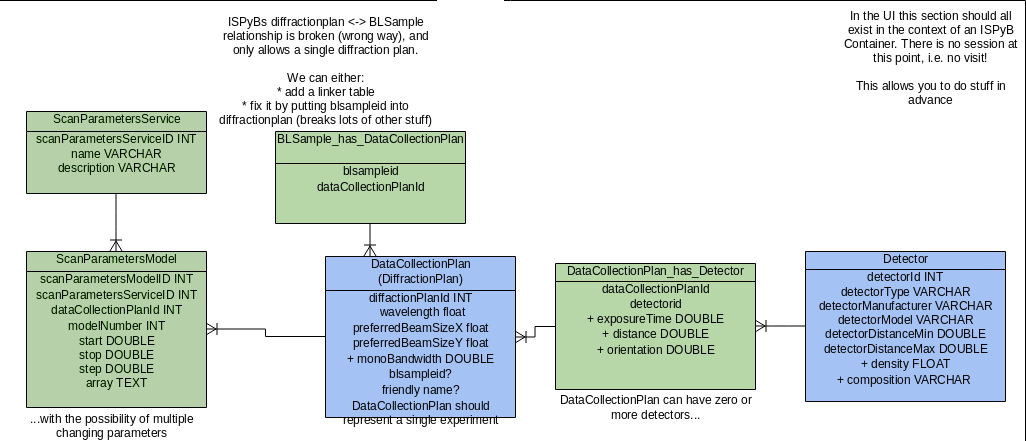 ISPyBs diffractionplan <-> BLSample
relationship is broken (wrong way), and
only allows a single diffraction plan.
We can either:
* add a linker table
* fix it by putting blsampleid into
diffractionplan (breaks lots of other stuff)
In the UI this section should all
exist in the context of an ISPyB
Container. There is no session at
this point, i.e. no visit!
This allows you to do stuff in
advance
ScanParametersService
scanParametersServiceID INT
name VARCHAR
description VARCHAR
BLSample_has_DataCollectionPlan
blsampleid
dataCollectionPlanId
ScanParametersModel
scanParametersModelID INT
scanParametersServiceID INT
dataCollectionPlanId INT
modelNumber INT
start DOUBLE
stop DOUBLE
step DOUBLE
array TEXT
...with the possibility of multiple
changing parameters
DataCollectionPlan
(DiffractionPlan)
diffactionPlanId INT
wavelength float
preferredBeamSizeX float
preferredBeamSizeY float
+ monoBandwidth DOUBLE
blsampleid?
friendly name?
DataCollectionPlan should
represent a single experiment
DataCollectionPlan_has_Detector
dataCollectionPlanId
detectorid
+ exposureTime DOUBLE
+ distance DOUBLE
+ orientation DOUBLE
DataCollectionPlan can have zero or
more detectors...
Detector
detectorId INT
detectorType VARCHAR
detectorManufacturer VARCHAR
detectorModel VARCHAR
detectorDistanceMin DOUBLE
detectorDistanceMax DOUBLE
+ density FLOAT
+ composition VARCHAR